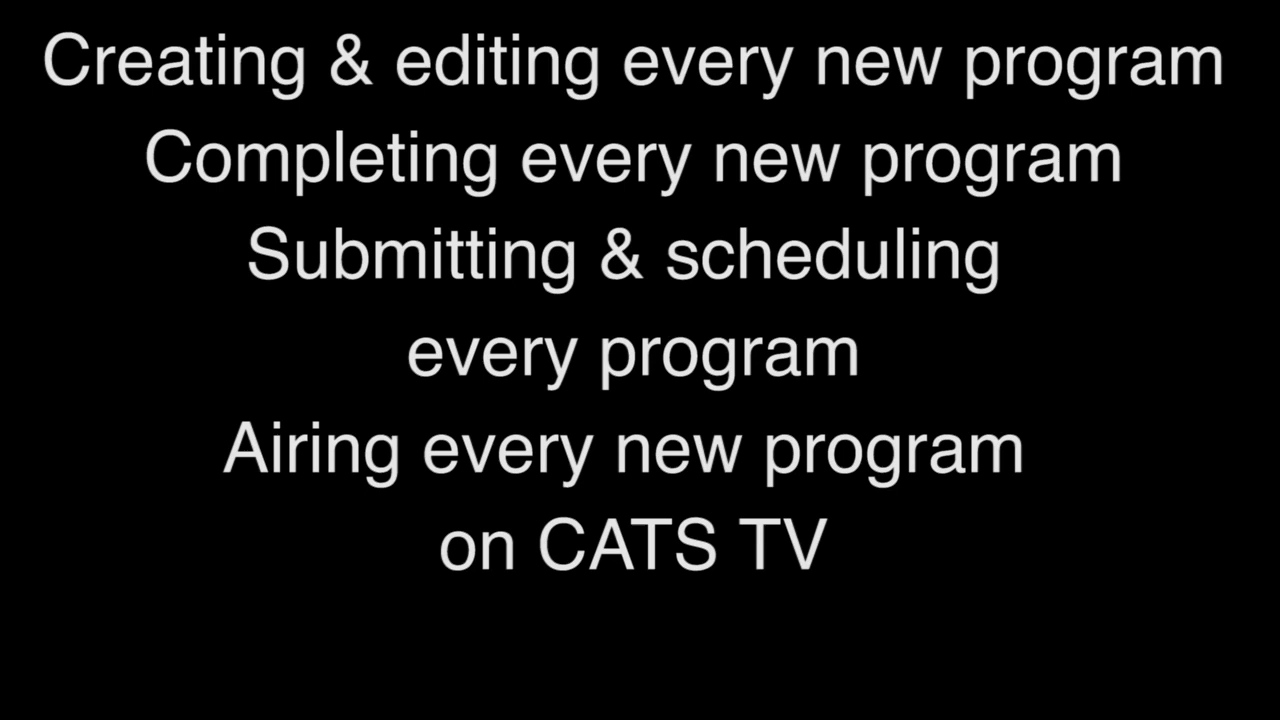 Creating & editing every new program
Completing every new program
Submitting & scheduling
every program
Airing every new program
on CATS TV